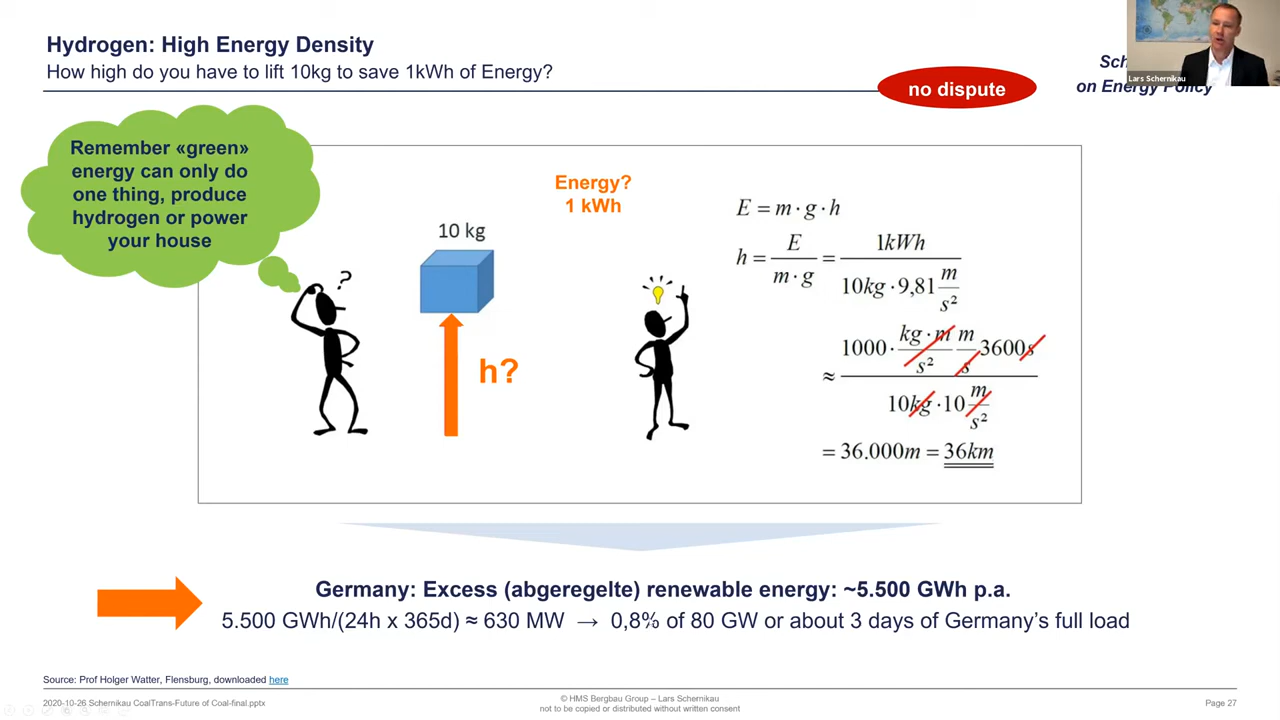 Hydrogen: High Energy Density
How high do you have to lift 10kg to save 1kWh of Energy?
no dispute
on Energy Policy
Lars Schernikau
Remember «green»
energy can only do
one thing, produce
hydrogen or power
your house
?
10 kg
h?
Energy?
1 kWh
E = m · g · h
h = E / (m · g) = 1kWh / (10kg · 9,81 m/s²)
≈ (1000 · kg · m/s² m/s 3600s) / (10kg · 10 m/s²)
= 36.000m = 36km
Germany: Excess (abgeregelte) renewable energy: ~5.500 GWh p.a.
5.500 GWh/(24h x 365d) ≈ 630 MW → 0,8% of 80 GW or about 3 days of Germany's full load
Source: Prof Holger Watter, Flensburg, downloaded here
2020-10-26 Schernikau CoalTrans-Future of Coal-final.pptx
© HMS Bergbau Group – Lars Schernikau
not to be copied or distributed without written consent
Page 27